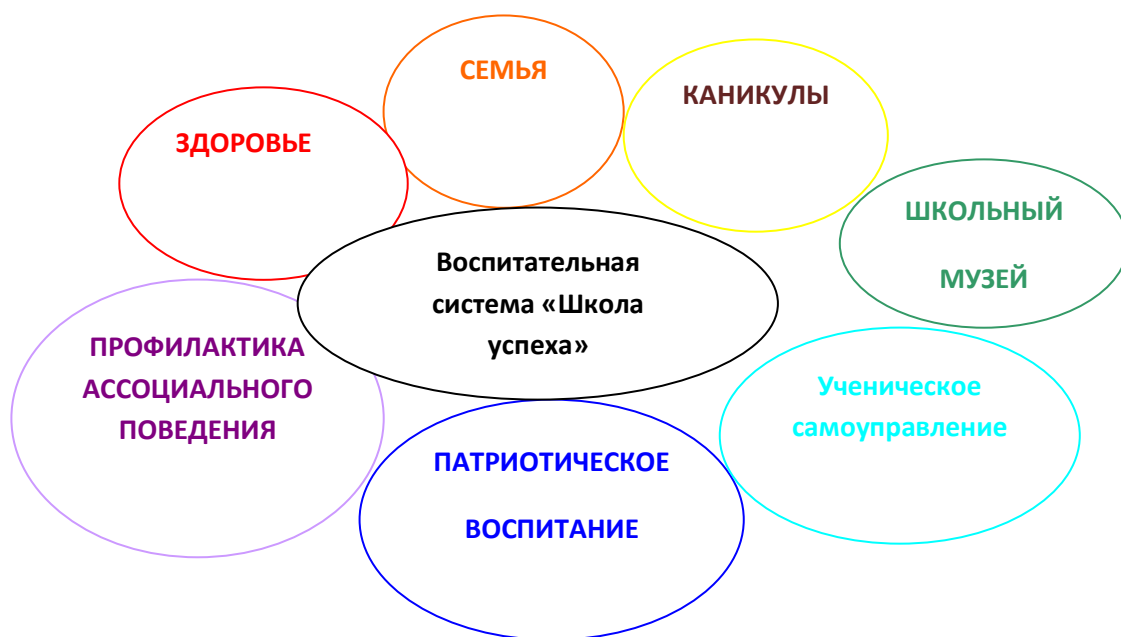 СЕМЬЯ
КАНИКУЛЫ
ЗДОРОВЬЕ
ШКОЛЬНЫЙ
МУЗЕЙ
Воспитательная
система «Школа
успеха»
ПРОФИЛАКТИКА
АССОЦИАЛЬНОГО
ПОВЕДЕНИЯ
Ученическое
самоуправление
ПАТРИОТИЧЕСКОЕ
ВОСПИТАНИЕ